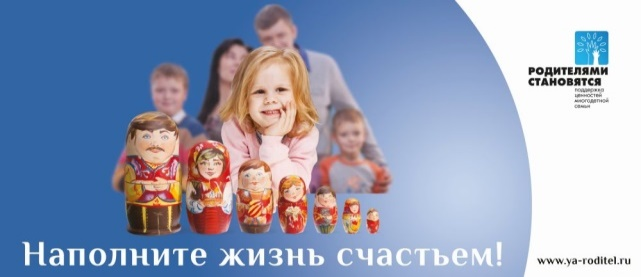 РОДИТЕЛЯМИ
СТАНОВЯТСЯ
поддержка
ценностей
многодетной
семьи
Наполните жизнь счастьем!
www.ya-roditel.ru